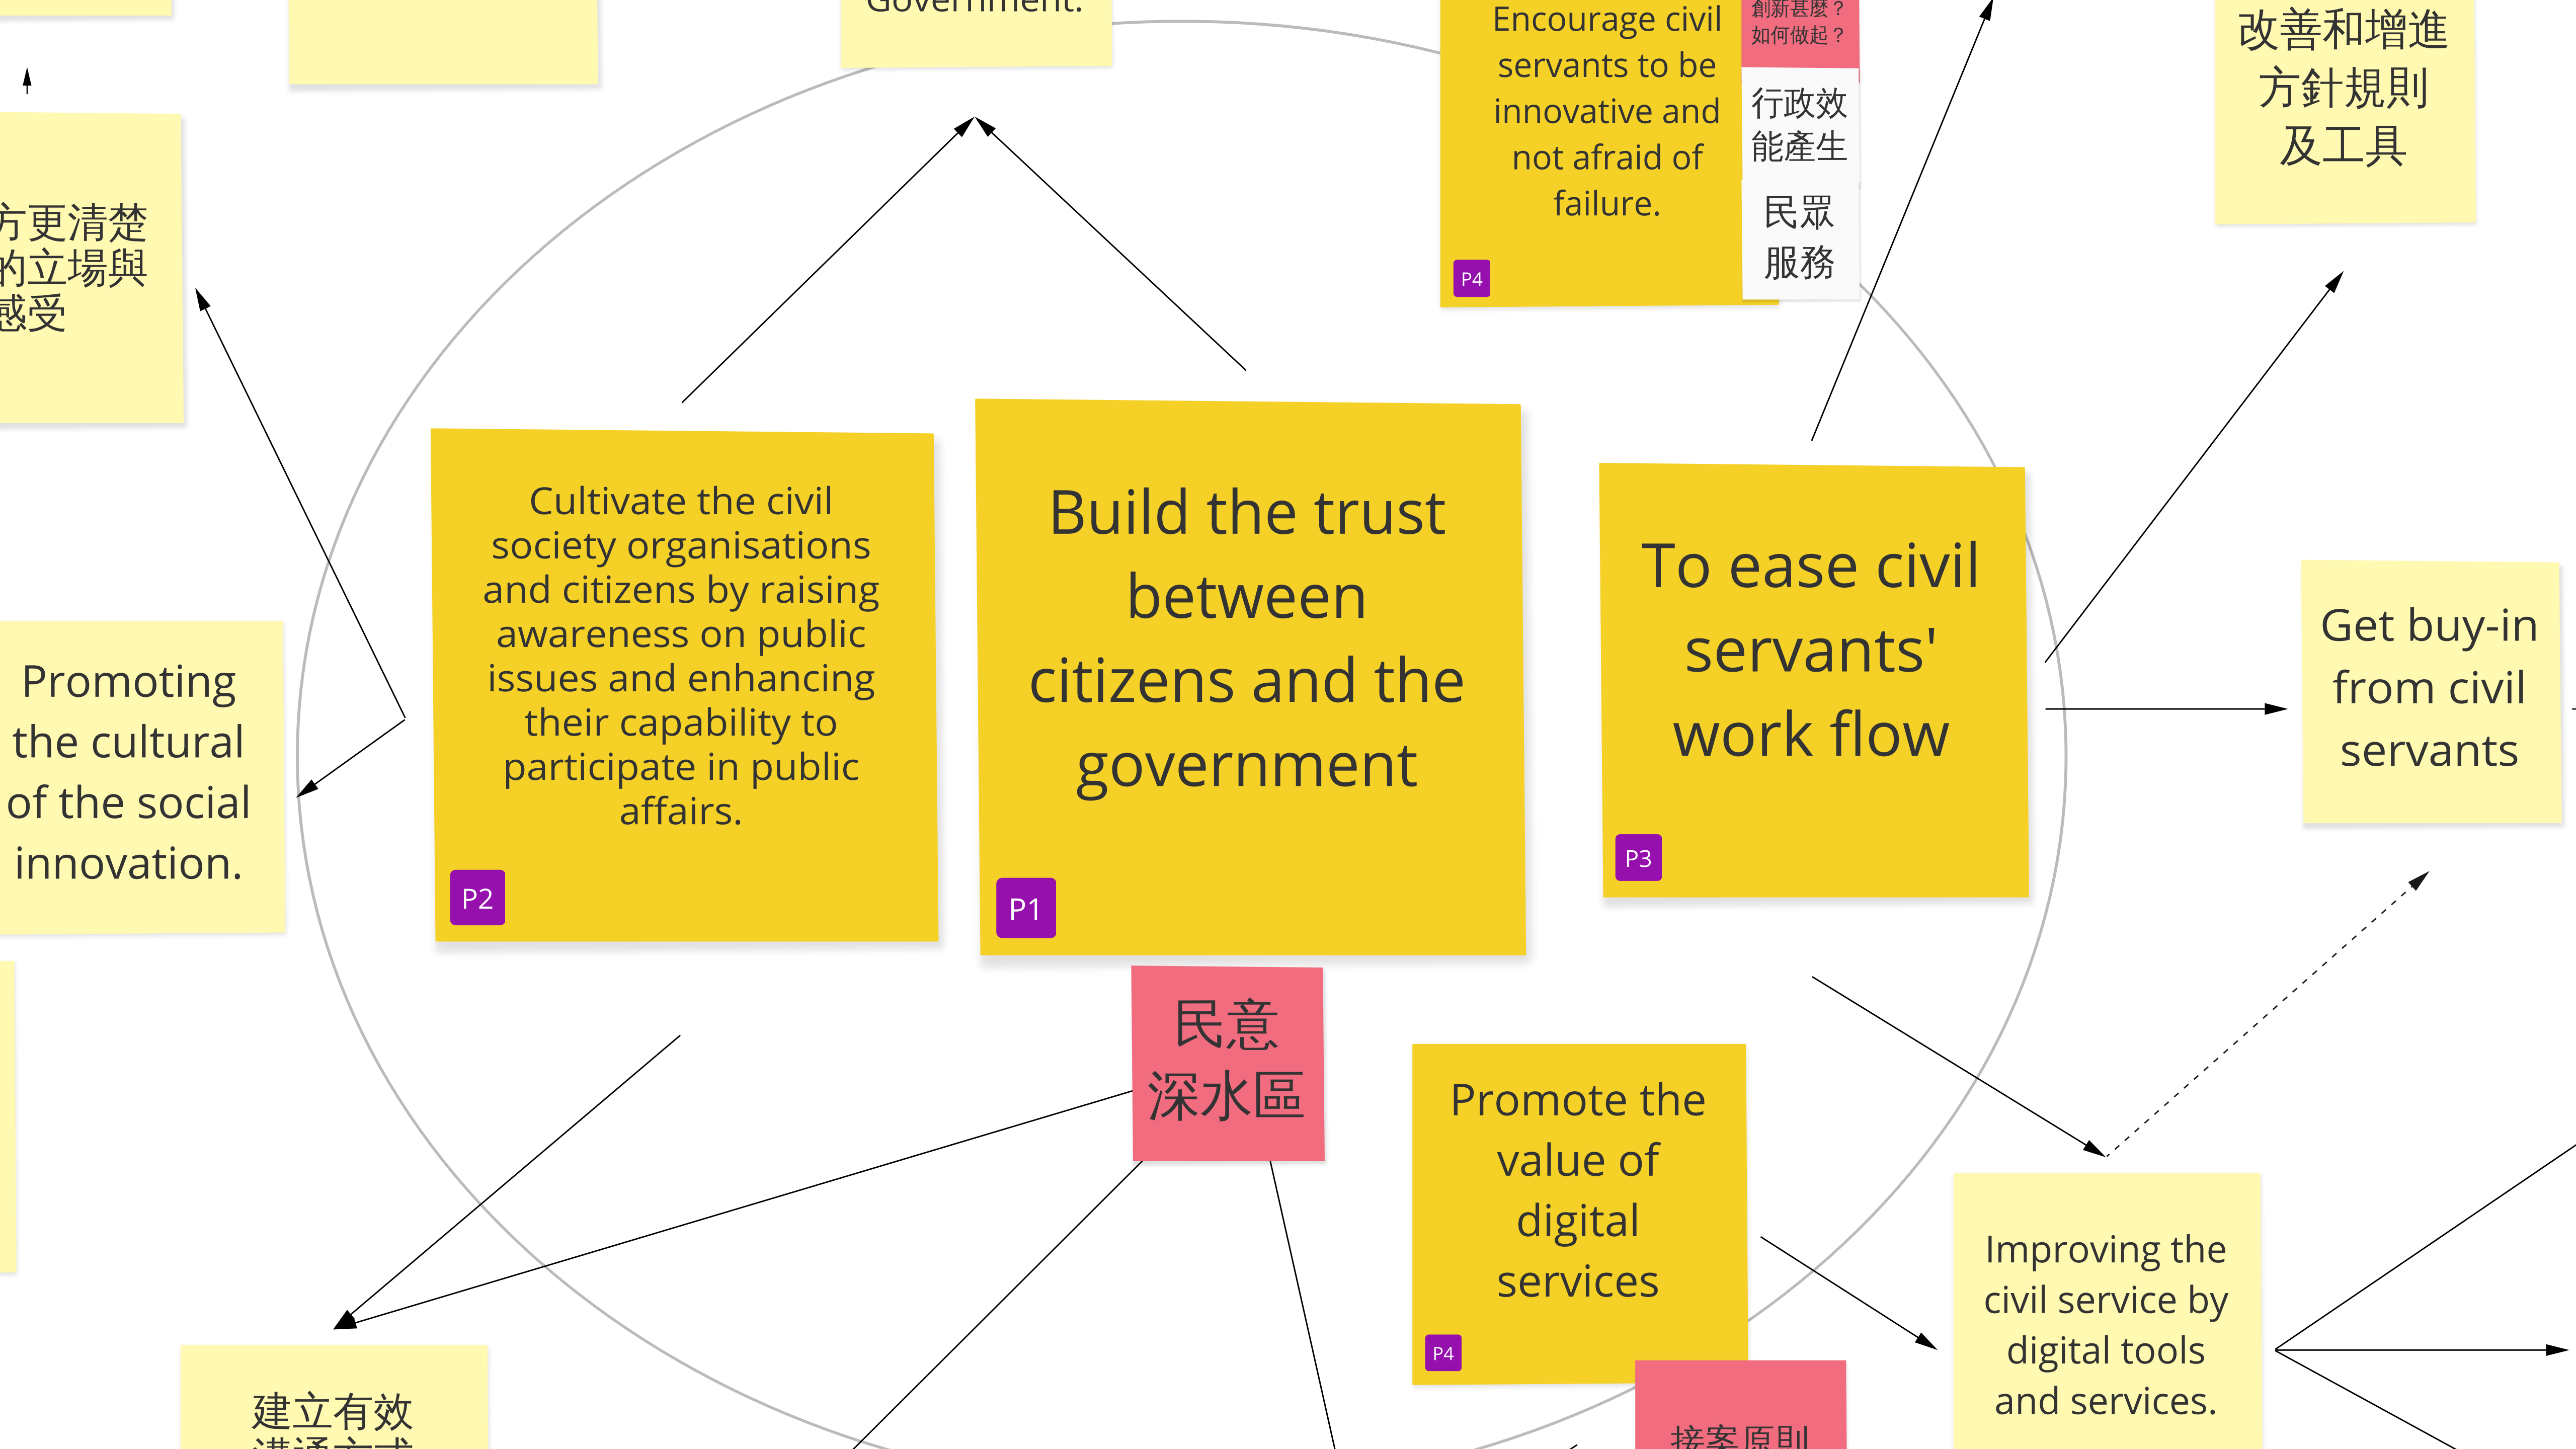 Government.
Encourage civil
servants to be
innovative and
not afraid of
failure.
P4
創新甚麼？
如何做起？
行政效
能產生
民眾
服務
改善和增進
方針規則
及工具
方更清楚
的立場與
感受
Promoting
the cultural
of the social
innovation.
Cultivate the civil
society organisations
and citizens by raising
awareness on public
issues and enhancing
their capability to
participate in public
affairs.
P2
Build the trust
between
citizens and the
government
P1
To ease civil
servants'
work flow
P3
Get buy-in
from civil
servants
民意
深水區
Promote the
value of
digital
services
P4
Improving the
civil service by
digital tools
and services.
建立有效
溝通方式
接案原則